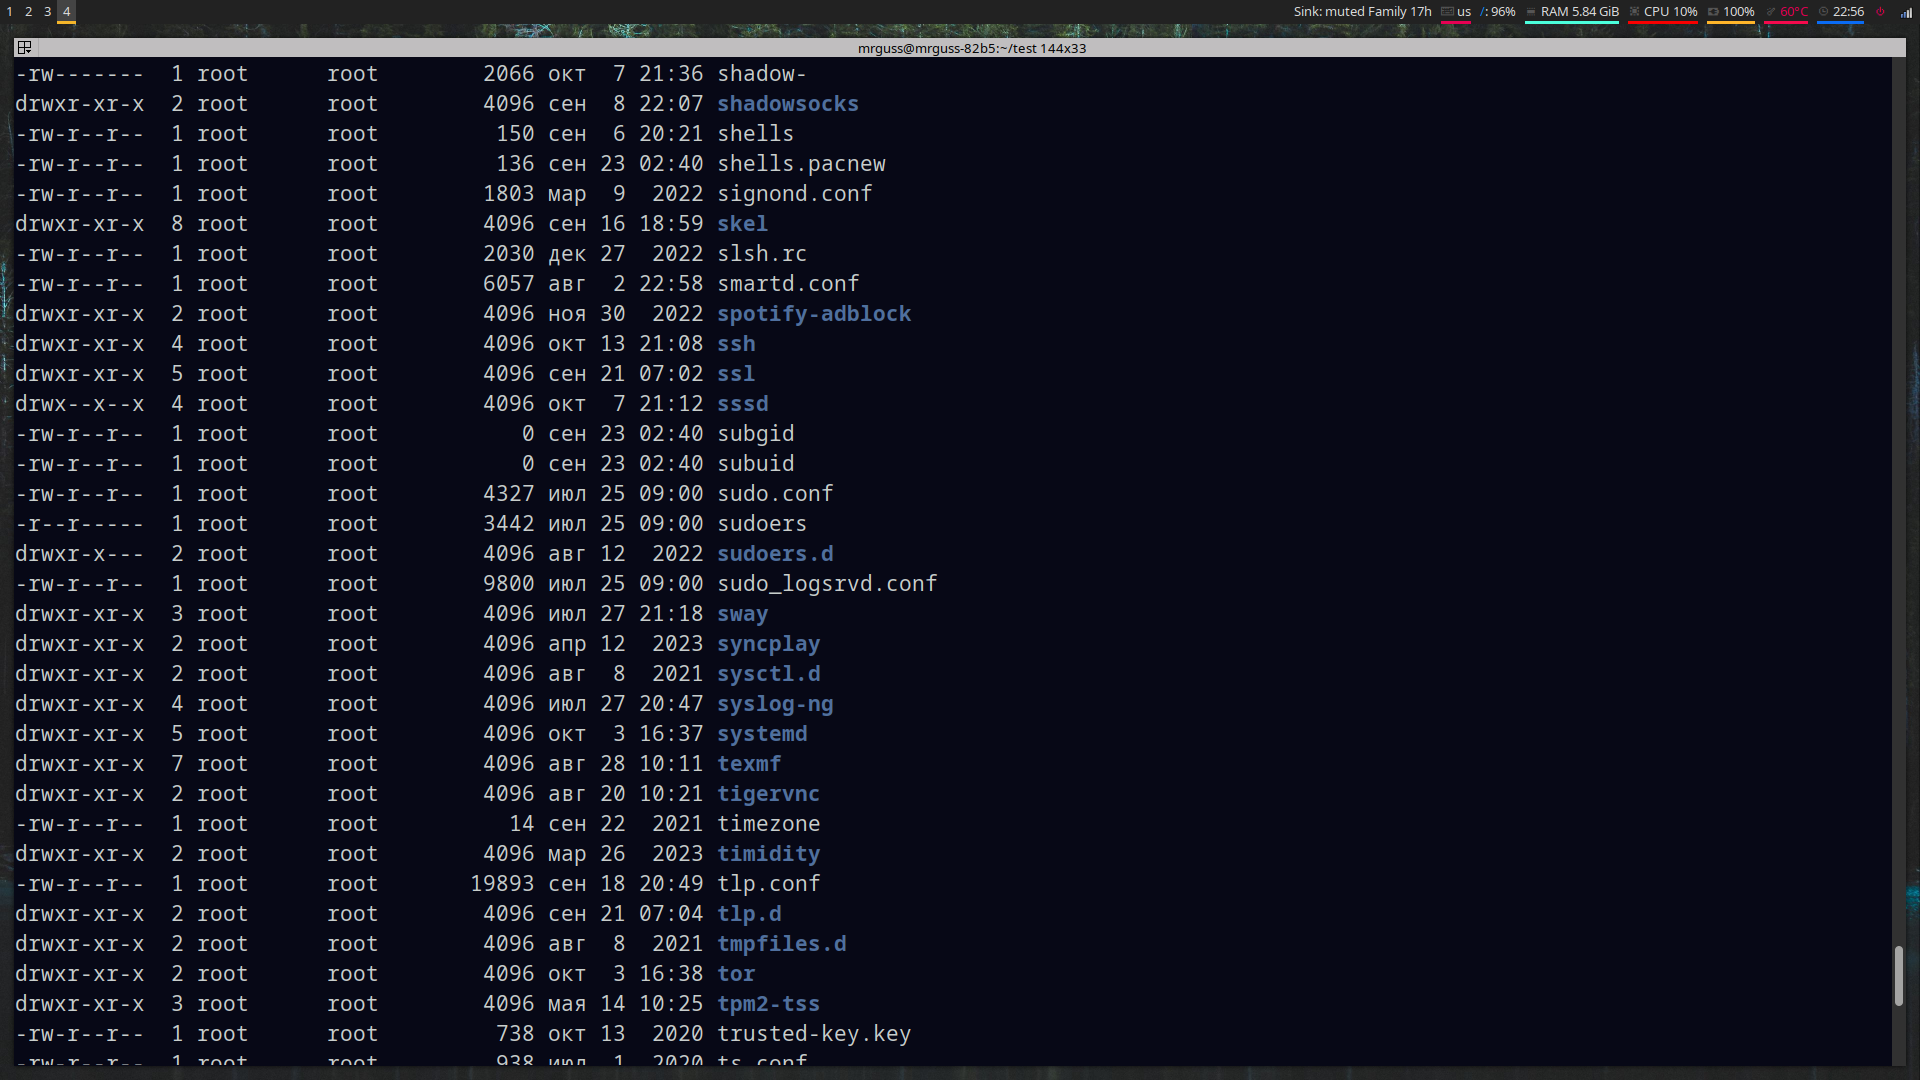 1 2 3 4 Sink: muted Family 17h us /: 96% RAM 5.84 GiB CPU 10% 100% 60°C 22:56
mrguss@mrguss-82b5:~/test 144x33
-rw------- 1 root root 2066 окт 7 21:36 shadow-
drwxr-xr-x 2 root root 4096 сен 8 22:07 shadowsocks
-rw-r--r-- 1 root root 150 сен 6 20:21 shells
-rw-r--r-- 1 root root 136 сен 23 02:40 shells.pacnew
-rw-r--r-- 1 root root 1803 мар 9 2022 signond.conf
drwxr-xr-x 8 root root 4096 сен 16 18:59 skel
-rw-r--r-- 1 root root 2030 дек 27 2022 slsh.rc
-rw-r--r-- 1 root root 6057 авг 2 22:58 smartd.conf
drwxr-xr-x 2 root root 4096 ноя 30 2022 spotify-adblock
drwxr-xr-x 4 root root 4096 окт 13 21:08 ssh
drwxr-xr-x 5 root root 4096 сен 21 07:02 ssl
drwx--x--x 4 root root 4096 окт 7 21:12 sssd
-rw-r--r-- 1 root root 0 сен 23 02:40 subgid
-rw-r--r-- 1 root root 0 сен 23 02:40 subuid
-rw-r--r-- 1 root root 4327 июл 25 09:00 sudo.conf
-r--r----- 1 root root 3442 июл 25 09:00 sudoers
drwxr-x--- 2 root root 4096 авг 12 2022 sudoers.d
-rw-r--r-- 1 root root 9800 июл 25 09:00 sudo_logsrvd.conf
drwxr-xr-x 3 root root 4096 июл 27 21:18 sway
drwxr-xr-x 2 root root 4096 апр 12 2023 syncplay
drwxr-xr-x 2 root root 4096 авг 8 2021 sysctl.d
drwxr-xr-x 4 root root 4096 июл 27 20:47 syslog-ng
drwxr-xr-x 5 root root 4096 окт 3 16:37 systemd
drwxr-xr-x 7 root root 4096 авг 28 10:11 texmf
drwxr-xr-x 2 root root 4096 авг 20 10:21 tigervnc
-rw-r--r-- 1 root root 14 сен 22 2021 timezone
drwxr-xr-x 2 root root 4096 мар 26 2023 timidity
-rw-r--r-- 1 root root 19893 сен 18 20:49 tlp.conf
drwxr-xr-x 2 root root 4096 сен 21 07:04 tlp.d
drwxr-xr-x 2 root root 4096 авг 8 2021 tmpfiles.d
drwxr-xr-x 2 root root 4096 окт 3 16:38 tor
drwxr-xr-x 3 root root 4096 мая 14 10:25 tpm2-tss
-rw-r--r-- 1 root root 738 окт 13 2020 trusted-key.key
-rw-r--r-- 1 root root 938 июл 1 2020 ts.conf